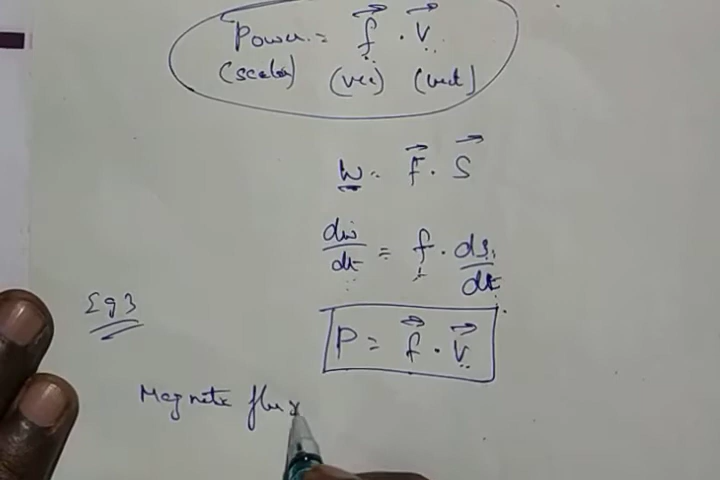 Power = f⃗ . v⃗
(scalar) (vec) (vect)
W = F⃗ . S⃗
dw/dt = f . ds/dt
Eg 3
P = f⃗ . v⃗
Magnetic flux